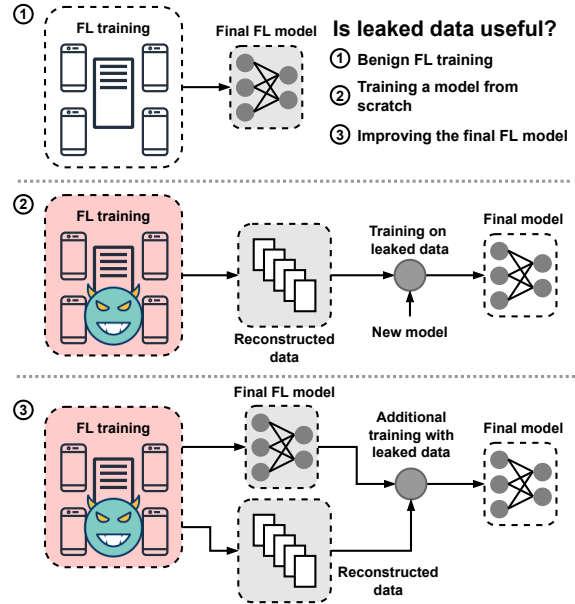 ①
FL training
Final FL model
Is leaked data useful?
① Benign FL training
② Training a model from
scratch
③ Improving the final FL model
②
FL training
Reconstructed
data
Training on
leaked data
New model
Final model
③
FL training
Final FL model
Reconstructed
data
Additional
training with
leaked data
Final model